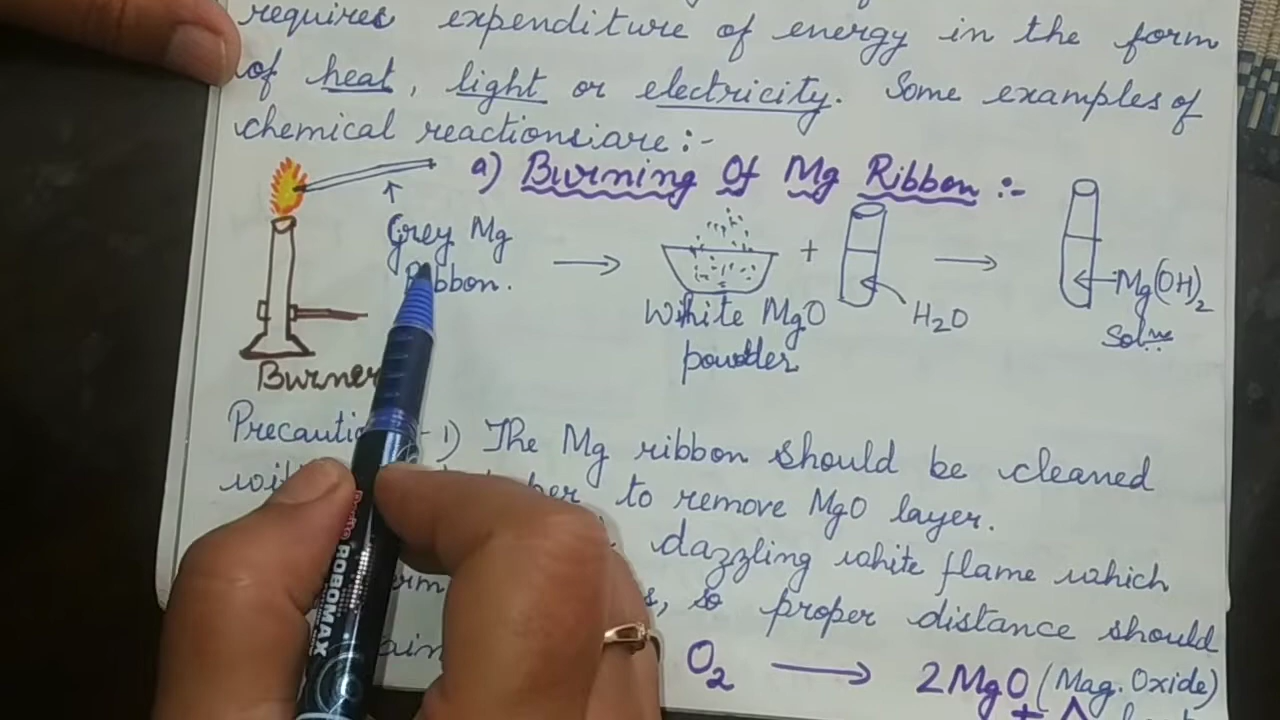 requires expenditure of energy in the form
of heat, light or electricity. Some examples of
chemical reactions are :-
a) Burning Of Mg Ribbon :-
Grey Mg
Ribbon.
White MgO
powder
+
H2O
Mg(OH)2
Burner
1) The Mg ribbon should be cleaned
to remove MgO layer.
dazzling white flame which
so proper distance should
O2 → 2MgO (Mag. Oxide)
ROBOMAX